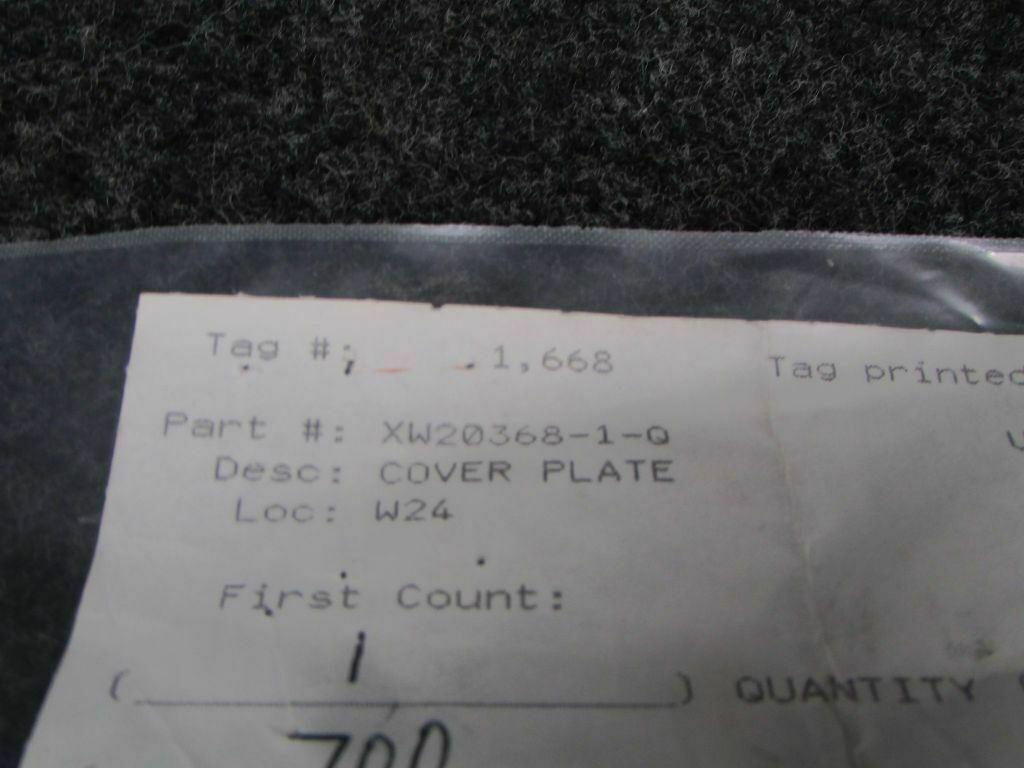 Tag #: 1,668
Tag printed
Part #: XW20368-1-Q
Desc: COVER PLATE
Loc: W24
First Count:
1
( ) QUANTITY